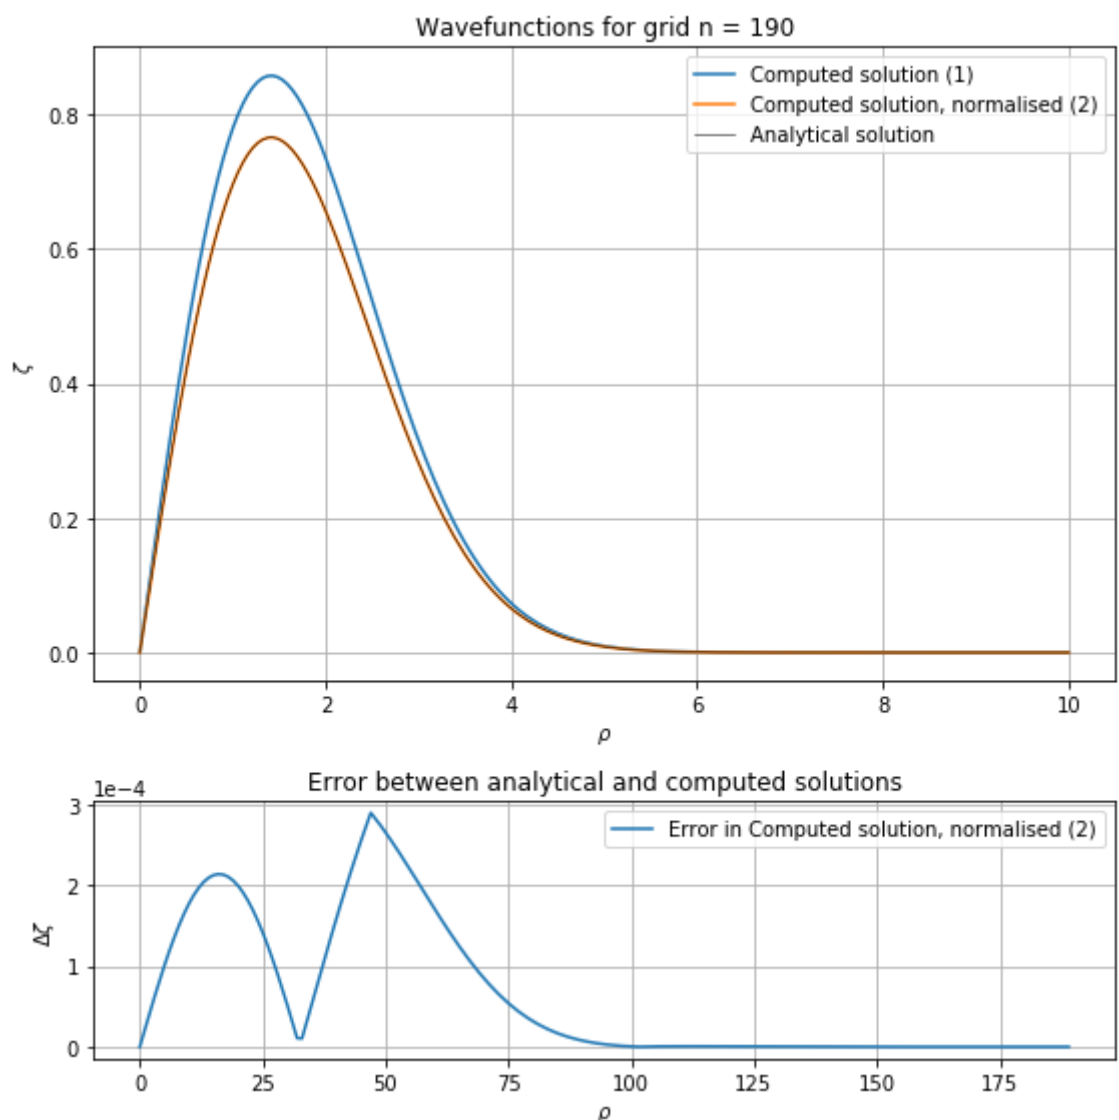 Wavefunctions for grid n = 190
Computed solution (1)
Computed solution, normalised (2)
Analytical solution
0.8
0.6
0.4
0.2
0.0
ζ
0 2 4 6 8 10
ρ
Error between analytical and computed solutions
1e−4
Error in Computed solution, normalised (2)
3
2
1
0
Δζ
0 25 50 75 100 125 150 175
ρ